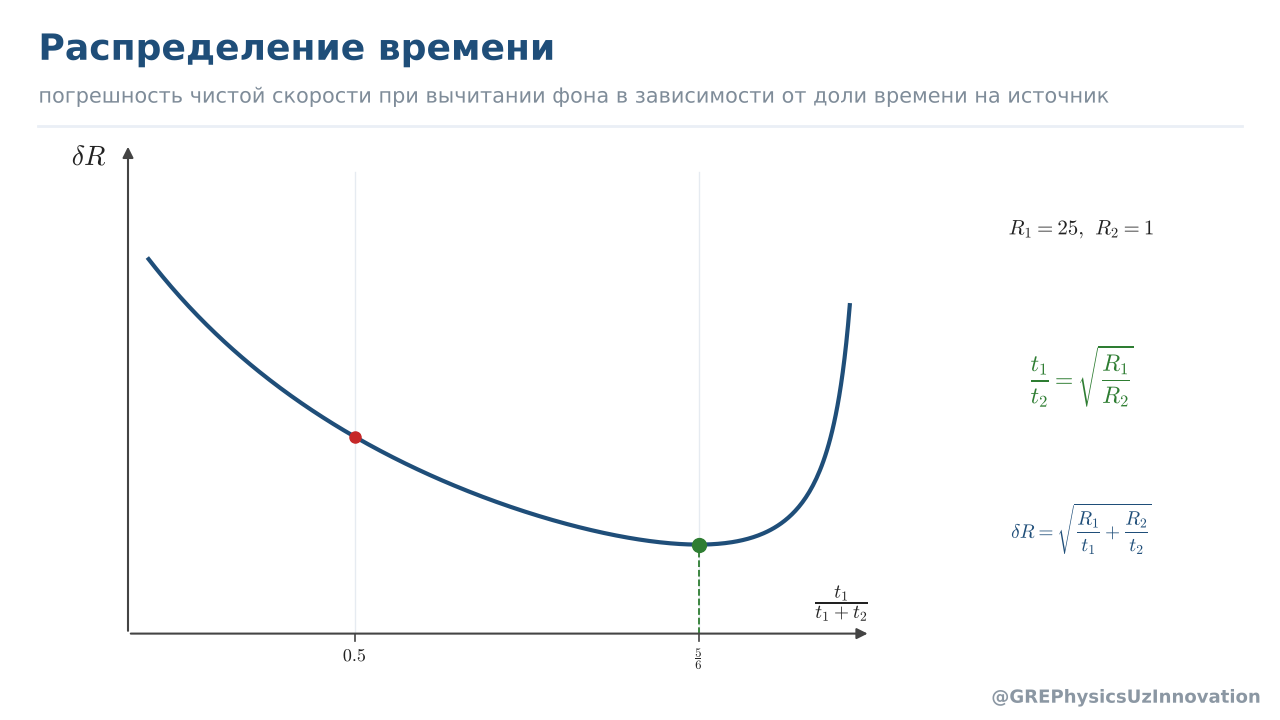 Распределение времени
погрешность чистой скорости при вычитании фона в зависимости от доли времени на источник
δR
R₁ = 25, R₂ = 1
t₁/t₂ = √(R₁/R₂)
δR = √(R₁/t₁ + R₂/t₂)
t₁/(t₁ + t₂)
0.5
5/6
@GREPhysicsUzInnovation